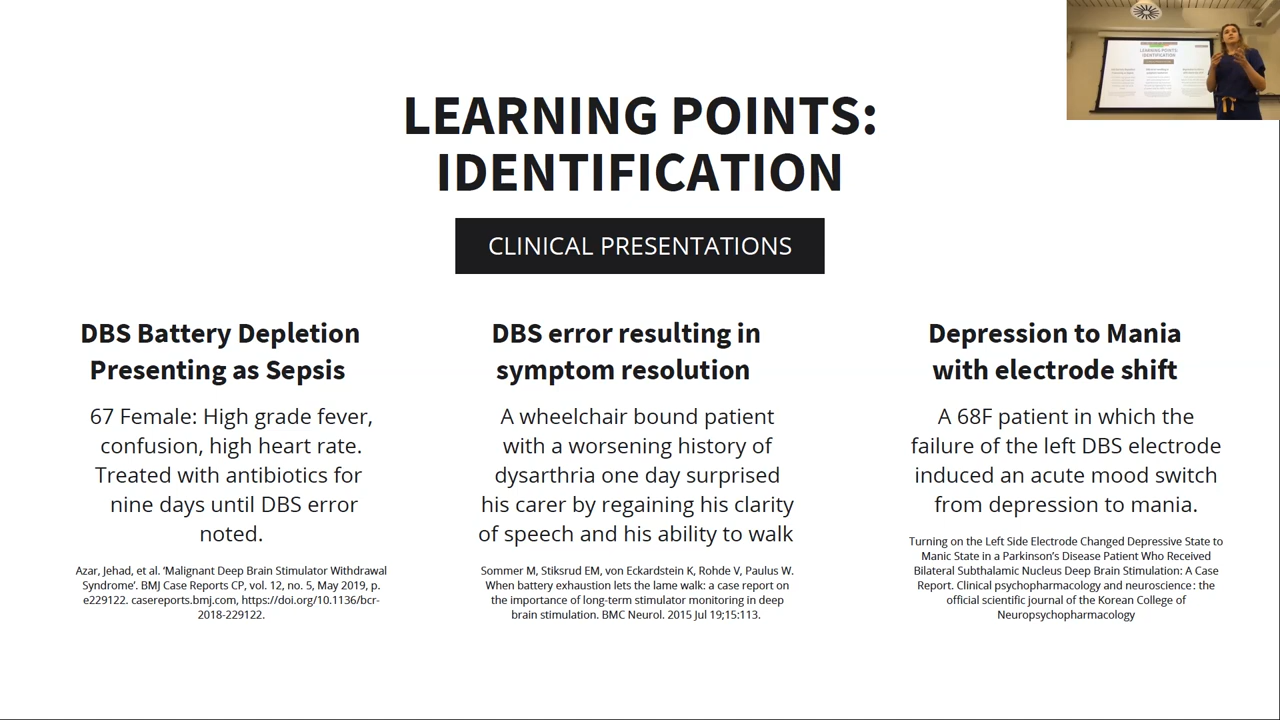 LEARNING POINTS:
IDENTIFICATION
CLINICAL PRESENTATIONS
DBS Battery Depletion
Presenting as Sepsis
67 Female: High grade fever,
confusion, high heart rate.
Treated with antibiotics for
nine days until DBS error
noted.
Azar, Jehad, et al. ‘Malignant Deep Brain Stimulator Withdrawal
Syndrome’. BMJ Case Reports CP, vol. 12, no. 5, May 2019, p.
e229122. casereports.bmj.com, https://doi.org/10.1136/bcr-
2018-229122.
DBS error resulting in
symptom resolution
A wheelchair bound patient
with a worsening history of
dysarthria one day surprised
his carer by regaining his clarity
of speech and his ability to walk
Sommer M, Stiksrud EM, von Eckardstein K, Rohde V, Paulus W.
When battery exhaustion lets the lame walk: a case report on
the importance of long-term stimulator monitoring in deep
brain stimulation. BMC Neurol. 2015 Jul 19;15:113.
Depression to Mania
with electrode shift
A 68F patient in which the
failure of the left DBS electrode
induced an acute mood switch
from depression to mania.
Turning on the Left Side Electrode Changed Depressive State to
Manic State in a Parkinson’s Disease Patient Who Received
Bilateral Subthalamic Nucleus Deep Brain Stimulation: A Case
Report. Clinical psychopharmacology and neuroscience : the
official scientific journal of the Korean College of
Neuropsychopharmacology
LEARNING POINTS:
IDENTIFICATION